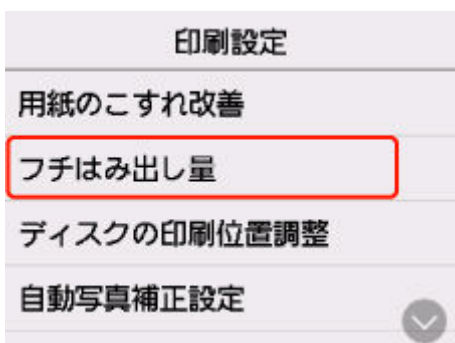 印刷設定
用紙のこすれ改善
フチはみ出し量
ディスクの印刷位置調整
自動写真補正設定